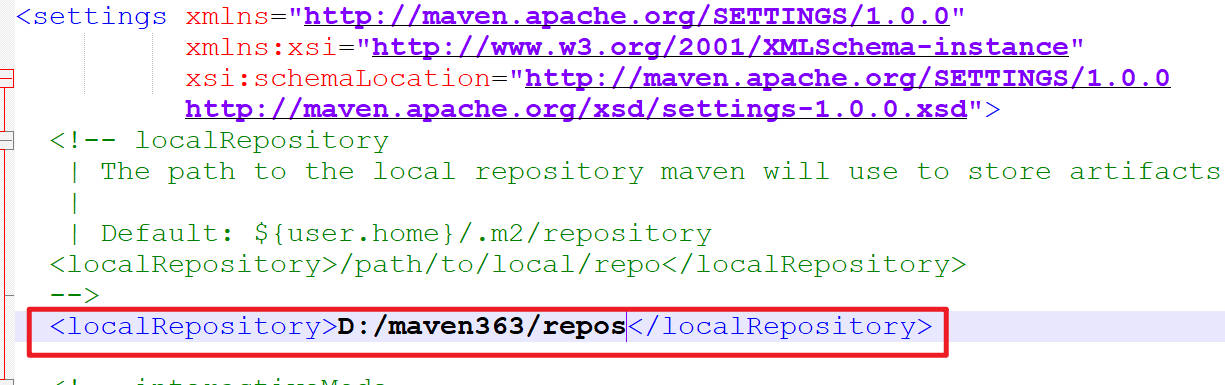 <settings xmlns="http://maven.apache.org/SETTINGS/1.0.0"
xmlns:xsi="http://www.w3.org/2001/XMLSchema-instance"
xsi:schemaLocation="http://maven.apache.org/SETTINGS/1.0.0
http://maven.apache.org/xsd/settings-1.0.0.xsd">
<!-- localRepository
| The path to the local repository maven will use to store artifacts
|
| Default: ${user.home}/.m2/repository
<localRepository>/path/to/local/repo</localRepository>
-->
<localRepository>D:/maven363/repos</localRepository>